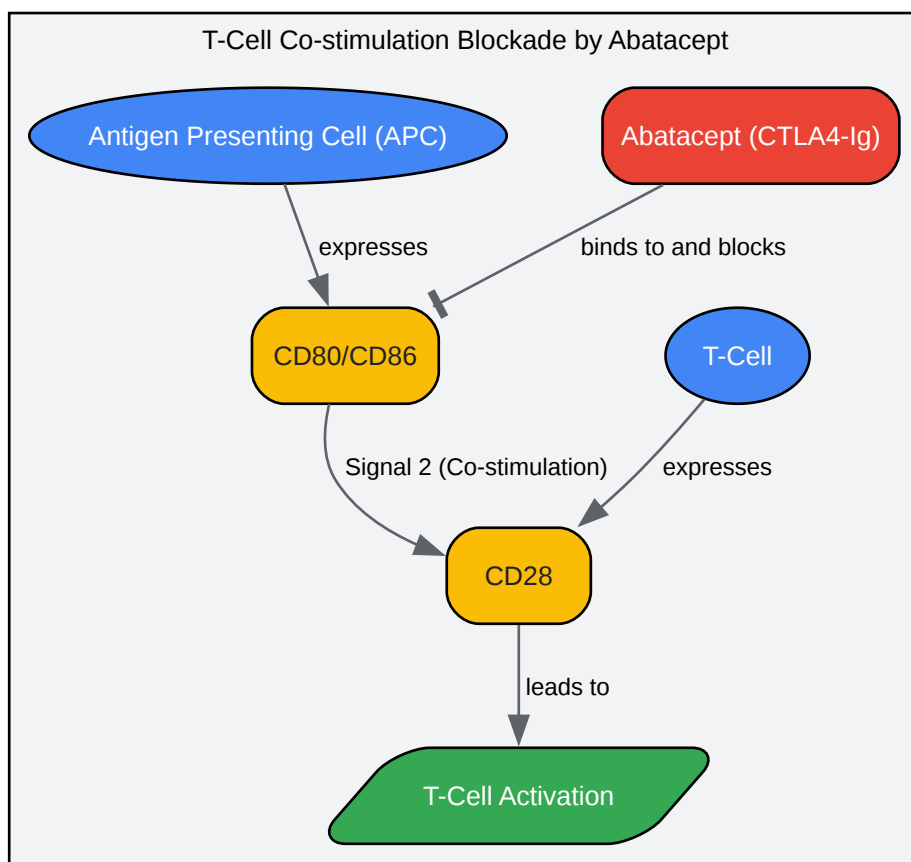 T-Cell Co-stimulation Blockade by Abatacept
Antigen Presenting Cell (APC)
Abatacept (CTLA4-Ig)
expresses
binds to and blocks
CD80/CD86
T-Cell
Signal 2 (Co-stimulation)
expresses
CD28
leads to
T-Cell Activation